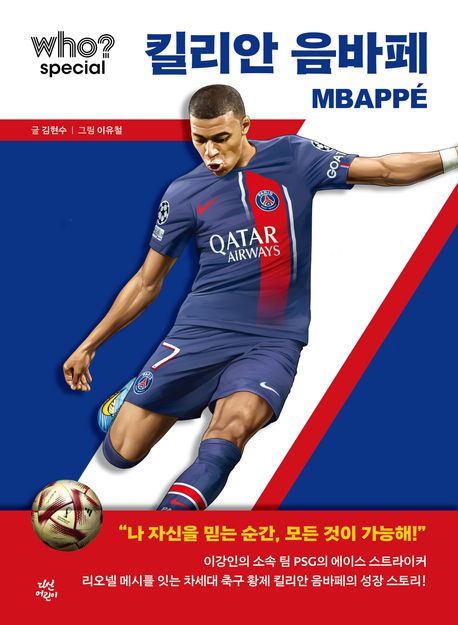 who?
special
킬리안 음바페
MBAPPÉ
글 김현수 | 그림 이유철
GOAT
PARIS
QATAR
AIRWAYS
7
“나 자신을 믿는 순간, 모든 것이 가능해!”
이강인의 소속 팀 PSG의 에이스 스트라이커
리오넬 메시를 잇는 차세대 축구 황제 킬리안 음바페의 성장 스토리!
다산
어린이